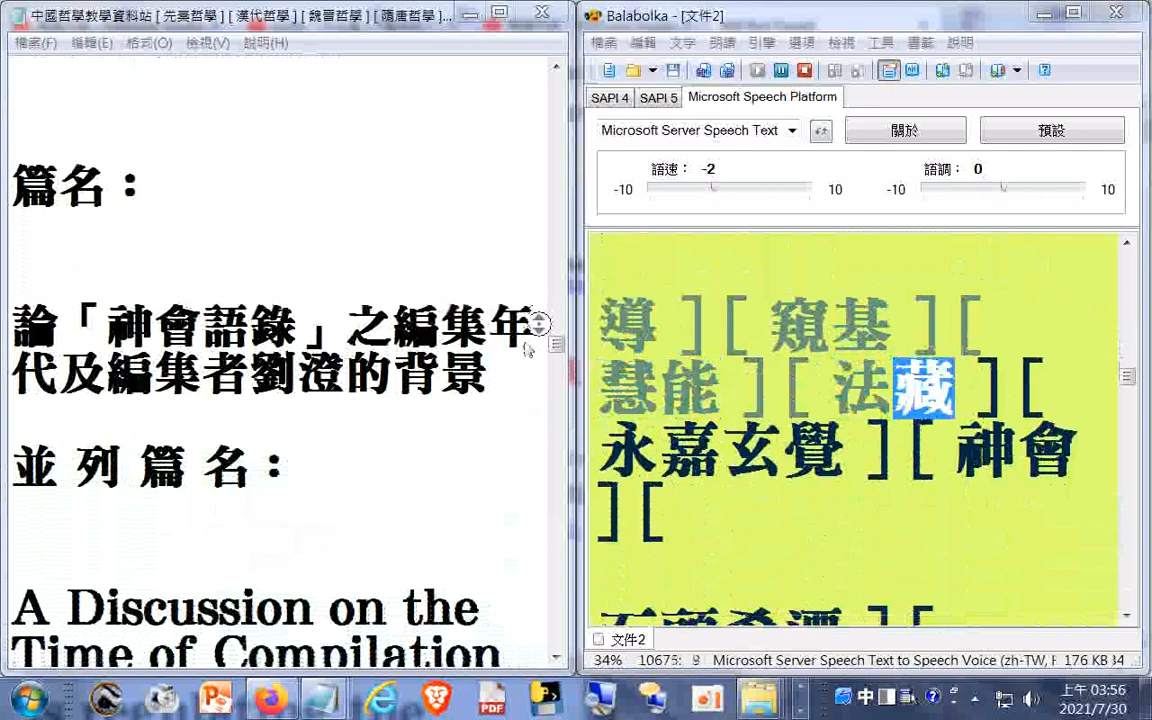 中國哲學教學資料站 [ 先秦哲學 ] [ 漢代哲學 ] [ 魏晉哲學 ] [ 隋唐哲學 ]...
檔案(F) 編輯(E) 格式(O) 檢視(V) 說明(H)
篇名：
論「神會語錄」之編集年
代及編集者劉澄的背景
並 列 篇 名：
A Discussion on the
Time of Compilation
Balabolka - [文件2]
檔案 編輯 文字 朗讀 引擎 選項 檢視 工具 書籤 說明
SAPI 4 SAPI 5 Microsoft Speech Platform
Microsoft Server Speech Text 關於 預設
語速： -2 語調： 0
-10 10 -10 10
導 ][ 窺基 ][
慧能 ][ 法藏 ][
永嘉玄覺 ][ 神會
][
石頭希遷 ][
文件2
34% 10675: 9 Microsoft Server Speech Text to Speech Voice (zh-TW, 176 KB
中
上午 03:56
2021/7/30